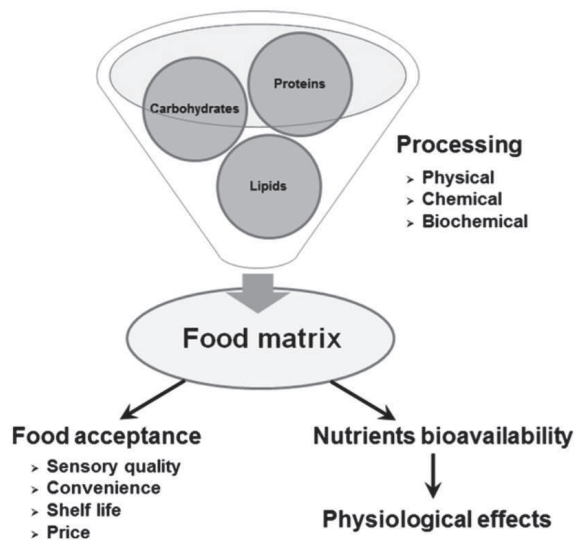 Proteins
Carbohydrates
Lipids
Processing
➤ Physical
➤ Chemical
➤ Biochemical
Food matrix
Food acceptance
➤ Sensory quality
➤ Convenience
➤ Shelf life
➤ Price
Nutrients bioavailability
Physiological effects